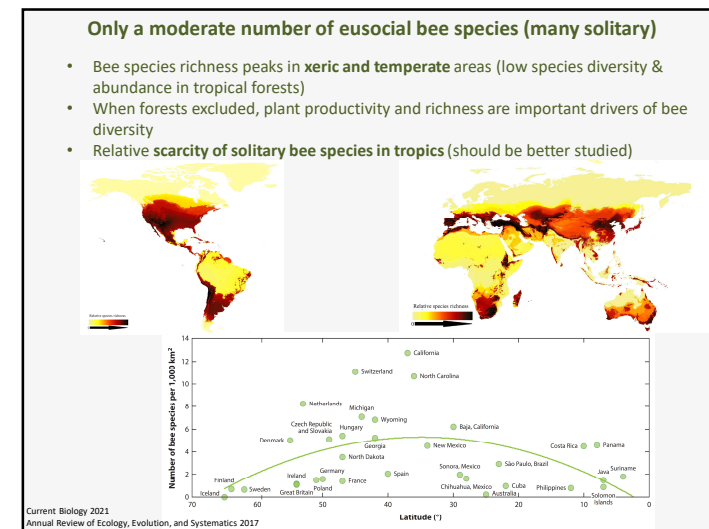 Only a moderate number of eusocial bee species (many solitary)
• Bee species richness peaks in xeric and temperate areas (low species diversity &
abundance in tropical forests)
• When forests excluded, plant productivity and richness are important drivers of bee
diversity
• Relative scarcity of solitary bee species in tropics (should be better studied)
Relative species richness
0
Relative species richness
0
Number of bee species per 1,000 km²
14
12
10
8
6
4
2
0
California
Switzerland
North Carolina
Netherlands
Michigan
Wyoming
Baja, California
Czech Republic
and Slovakia
Hungary
Denmark
Georgia
New Mexico
Costa Rica
Panama
North Dakota
São Paulo, Brazil
Finland
Ireland
Germany
Spain
Sonora, Mexico
Java
Suriname
Iceland
Sweden
Great Britain
Poland
France
Chihuahua, Mexico
Cuba
Australia
Philippines
Solomon
Islands
70
60
50
40
30
20
10
0
Latitude (°)
Current Biology 2021
Annual Review of Ecology, Evolution, and Systematics 2017